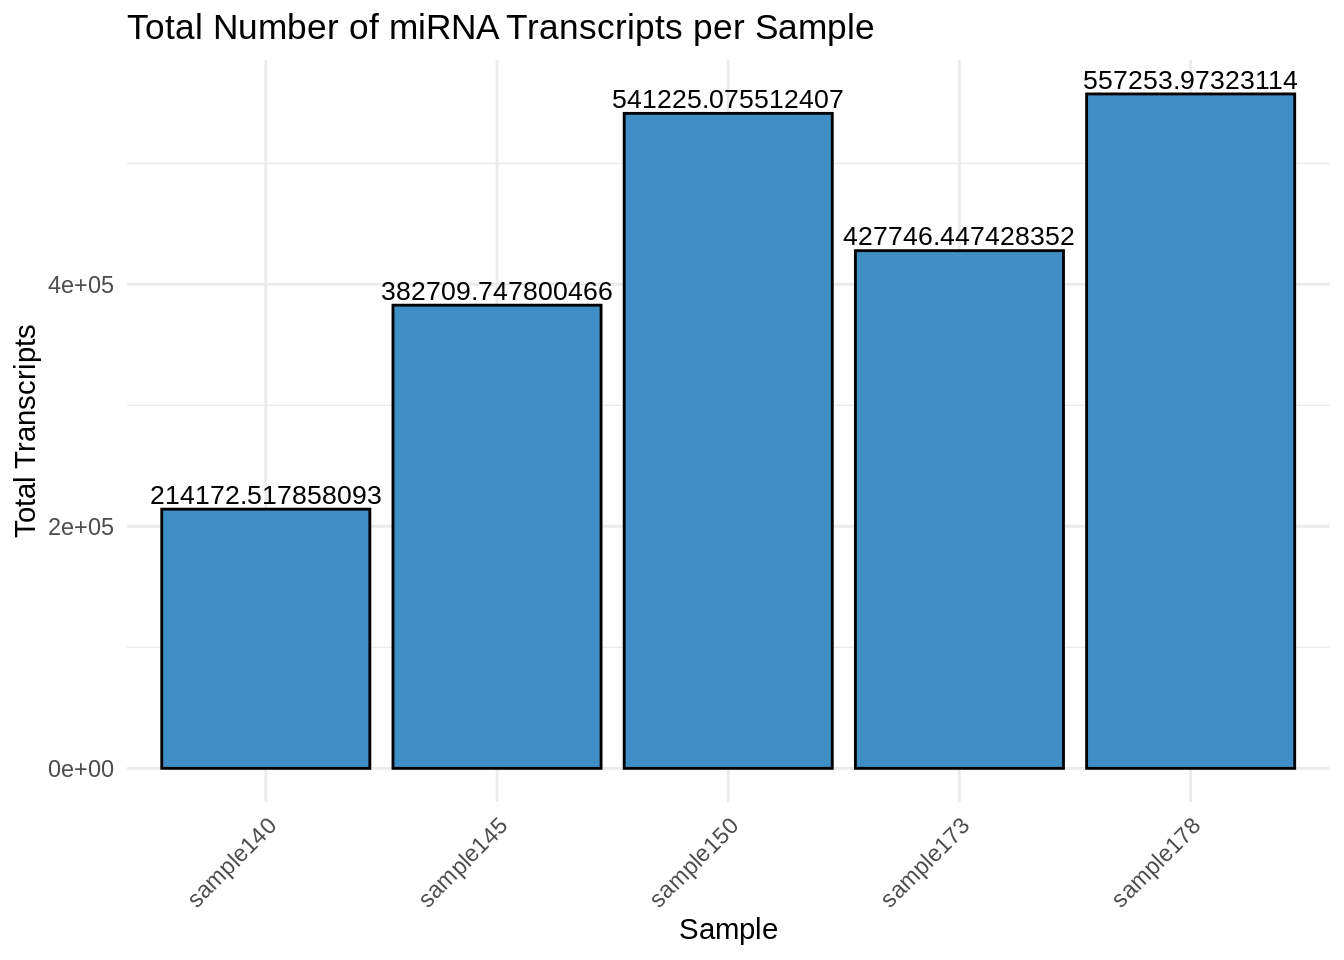 Total Number of miRNA Transcripts per Sample
557253.97323114
541225.075512407
427746.447428352
382709.747800466
214172.517858093
Total Transcripts
4e+05
2e+05
0e+00
sample140
sample145
sample150
sample173
sample178
Sample